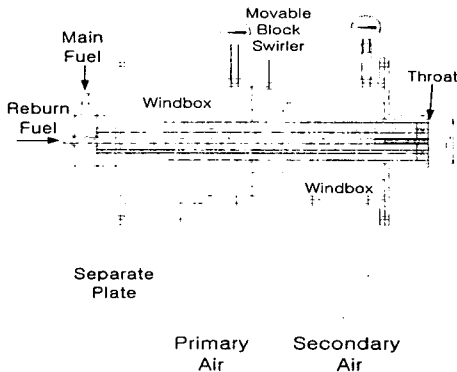 Movable
Block
Swirler
Main
Fuel
Throat
Windbox
Reburn
Fuel
Windbox
Separate
Plate
Primary
Air
Secondary
Air